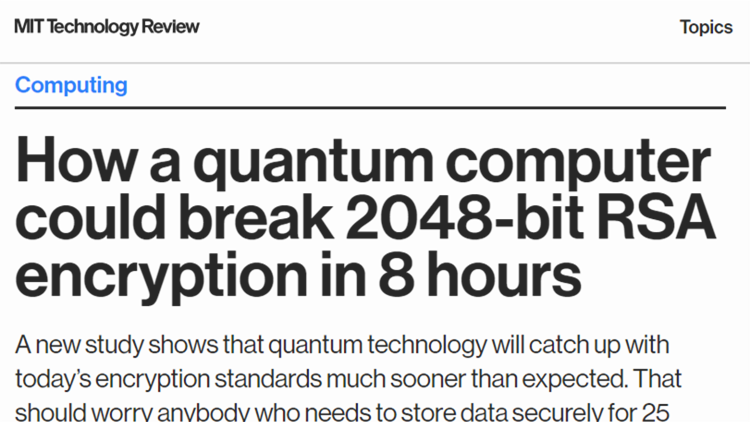 MIT Technology Review
Topics
Computing
How a quantum computer
could break 2048-bit RSA
encryption in 8 hours
A new study shows that quantum technology will catch up with
today's encryption standards much sooner than expected. That
should worry anybody who needs to store data securely for 25